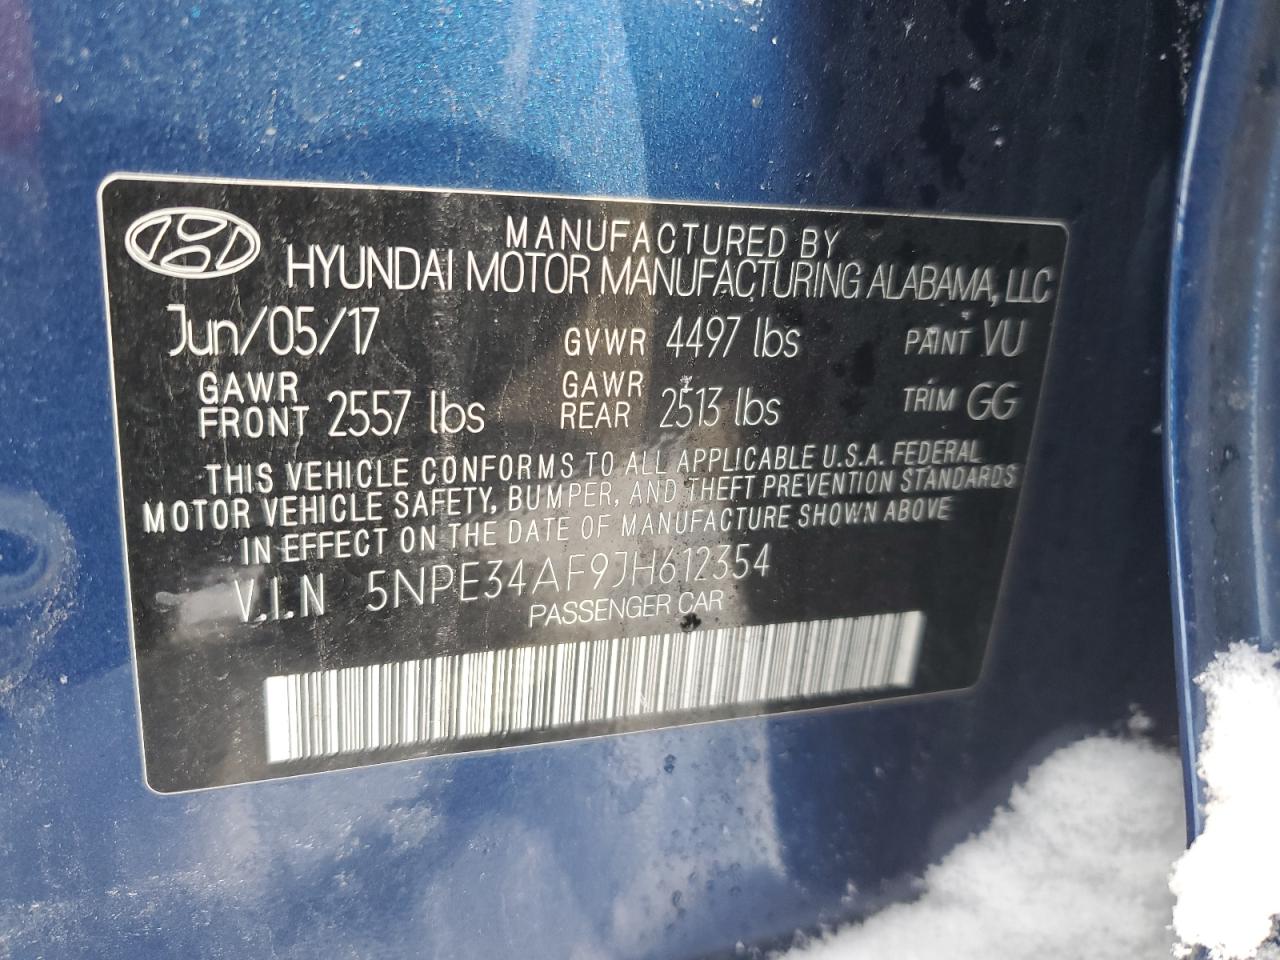 MANUFACTURED BY
HYUNDAI MOTOR MANUFACTURING ALABAMA, LLC
Jun/05/17 GVWR 4497 lbs PAINT VU
GAWR FRONT 2557 lbs GAWR REAR 2513 lbs TRIM GG
THIS VEHICLE CONFORMS TO ALL APPLICABLE U.S.A. FEDERAL
MOTOR VEHICLE SAFETY, BUMPER, AND THEFT PREVENTION STANDARDS
IN EFFECT ON THE DATE OF MANUFACTURE SHOWN ABOVE
V.I.N 5NPE34AF9JH612354
PASSENGER CAR